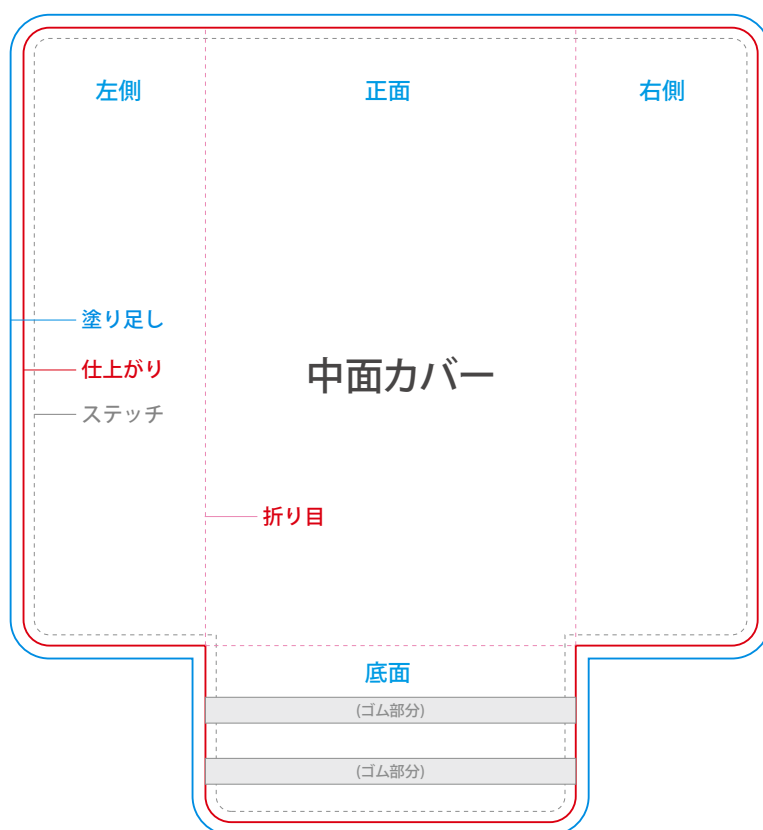 左側
正面
右側
塗り足し
仕上がり
中面カバー
ステッチ
折り目
底面
(ゴム部分)
(ゴム部分)